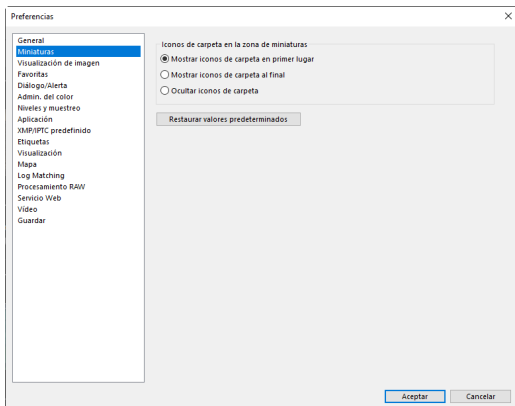 Preferencias
General
Miniaturas
Visualización de imagen
Favoritas
Diálogo/Alerta
Admin. del color
Niveles y muestreo
Aplicación
XMP/IPTC predefinido
Etiquetas
Visualización
Mapa
Log Matching
Procesamiento RAW
Servicio Web
Vídeo
Guardar
Iconos de carpeta en la zona de miniaturas
Mostrar iconos de carpeta en primer lugar
Mostrar iconos de carpeta al final
Ocultar iconos de carpeta
Restaurar valores predeterminados
Aceptar
Cancelar